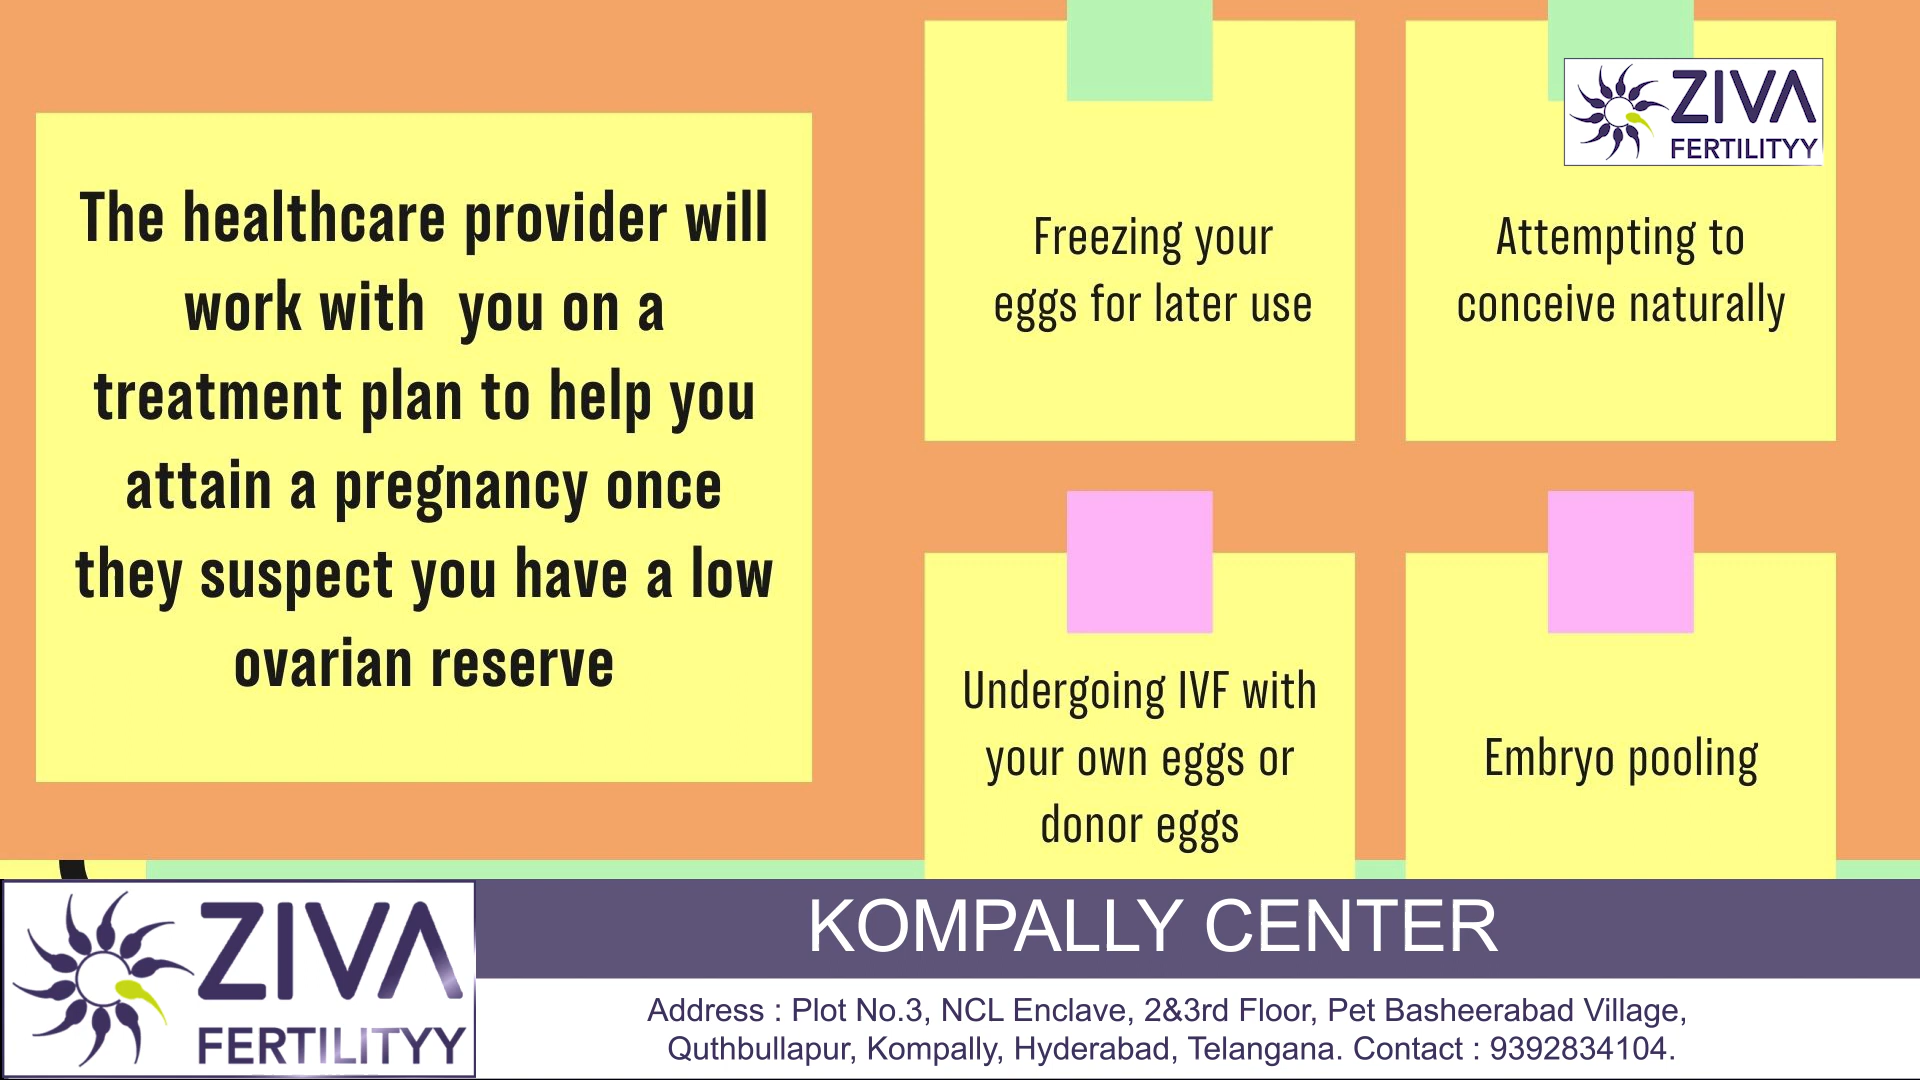 The healthcare provider will
work with  you on a
treatment plan to help you
attain a pregnancy once
they suspect you have a low
ovarian reserve
Freezing your
eggs for later use
ZIVA
FERTILITYY
Attempting to
conceive naturally
Undergoing IVF with
your own eggs or
donor eggs
Embryo pooling
ZIVA
FERTILITYY
KOMPALLY CENTER
Address : Plot No.3, NCL Enclave, 2&3rd Floor, Pet Basheerabad Village,
Quthbullapur, Kompally, Hyderabad, Telangana. Contact : 9392834104.